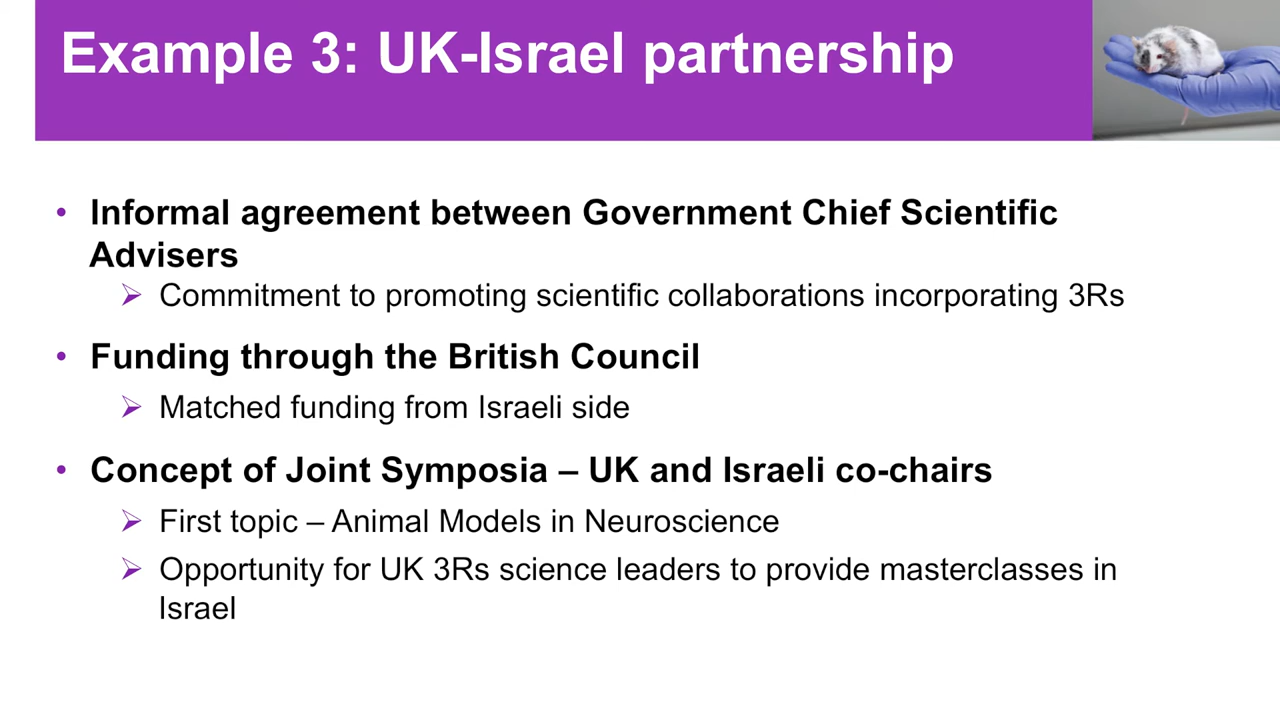 Example 3: UK-Israel partnership
• Informal agreement between Government Chief Scientific
Advisers
➢ Commitment to promoting scientific collaborations incorporating 3Rs
• Funding through the British Council
➢ Matched funding from Israeli side
• Concept of Joint Symposia – UK and Israeli co-chairs
➢ First topic – Animal Models in Neuroscience
➢ Opportunity for UK 3Rs science leaders to provide masterclasses in
Israel